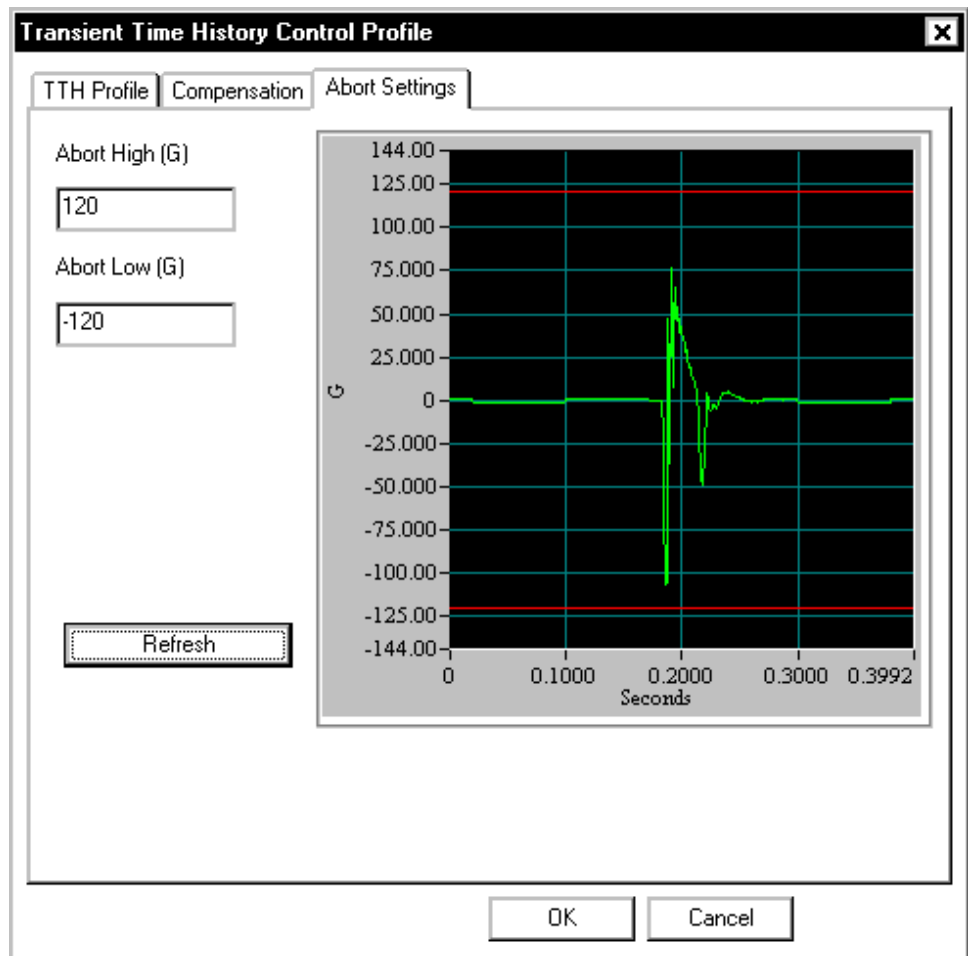 Transient Time History Control Profile
TTH Profile
Compensation
Abort Settings
Abort High (G)
120
Abort Low (G)
-120
Refresh
144.00
125.00
100.00
75.000
50.000
25.000
0
-25.000
-50.000
-75.000
-100.00
-125.00
-144.00
G
0 0.1000 0.2000 0.3000 0.3992
Seconds
OK
Cancel